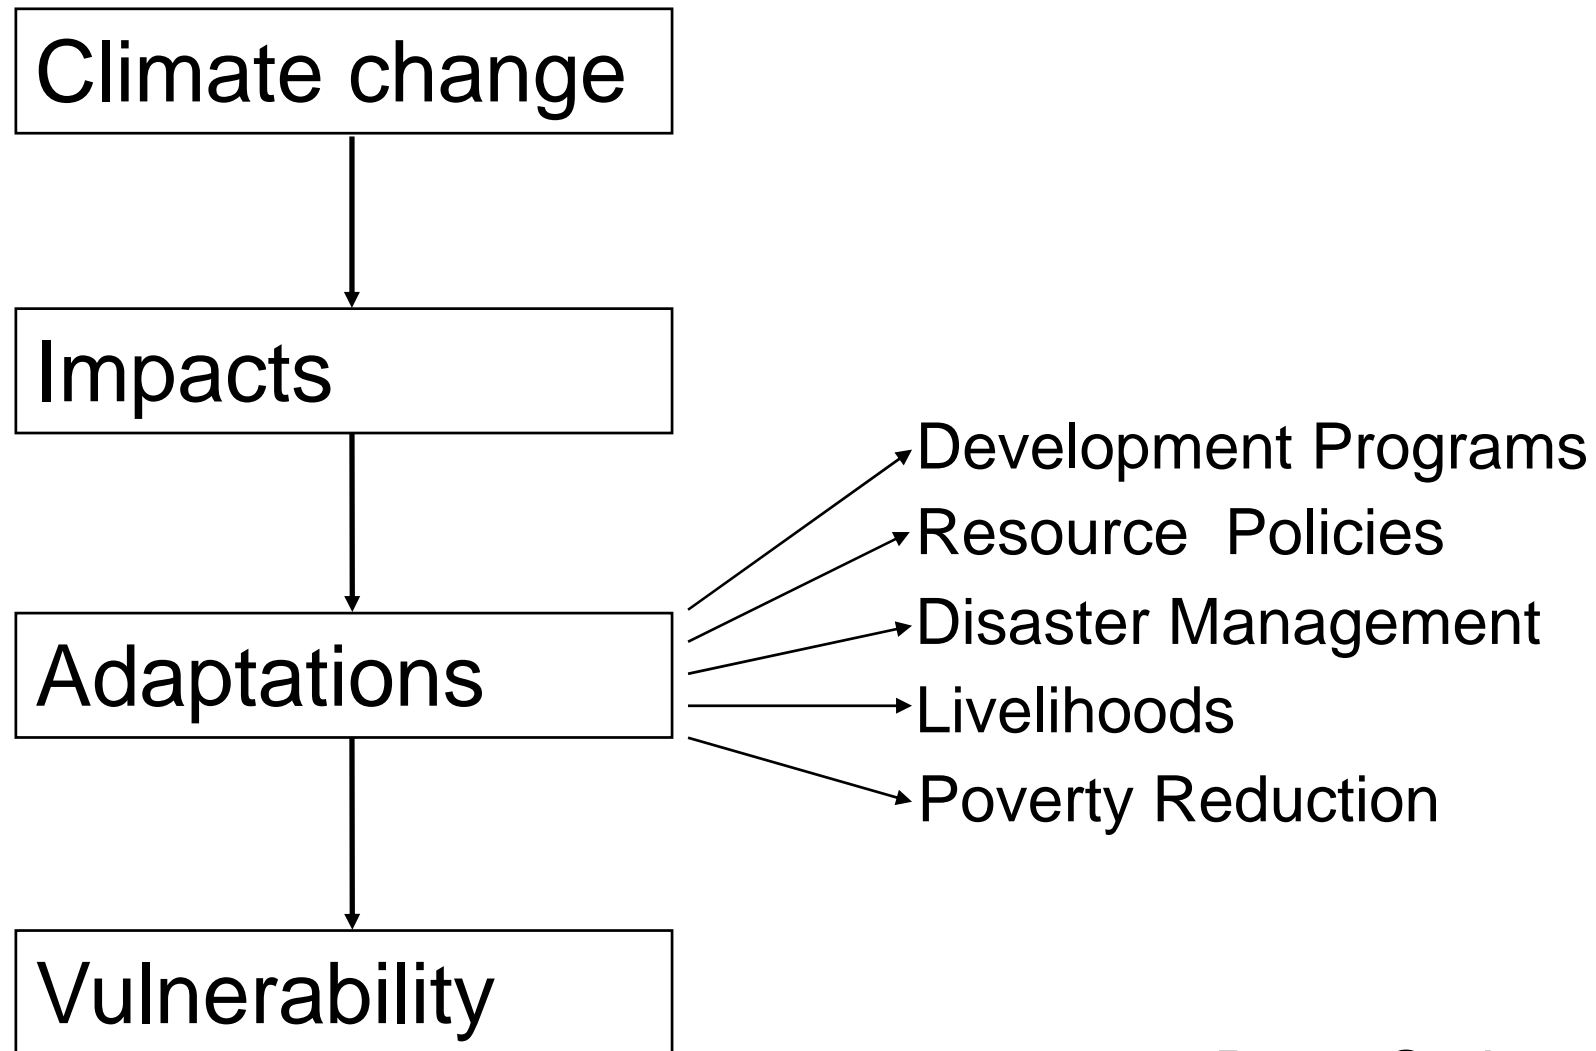 Climate change
Impacts
Development Programs
Resource Policies
Disaster Management
Adaptations
Livelihoods
Poverty Reduction
Vulnerability